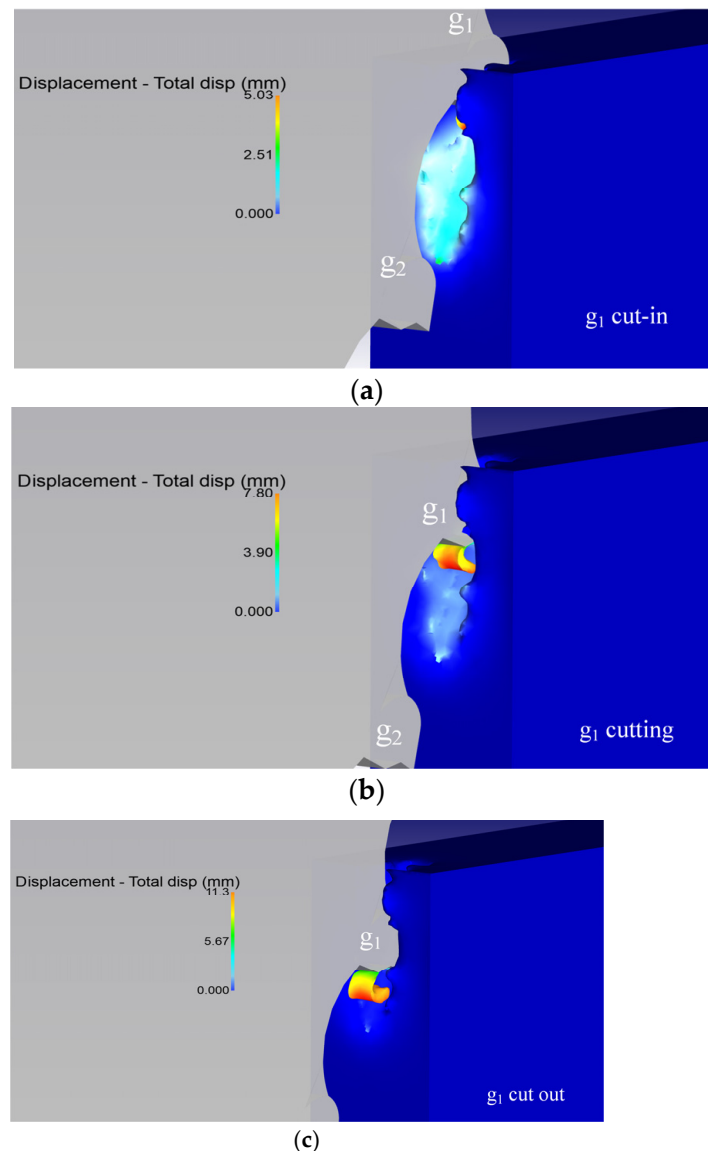 g₁
Displacement - Total disp (mm)
5.03
2.51
0.000
g₂
g₁ cut-in
(a)
Displacement - Total disp (mm)
7.80
g₁
3.90
0.000
g₂
g₁ cutting
(b)
Displacement - Total disp (mm)
11.3
g₁
5.67
0.000
g₁ cut out
(c)